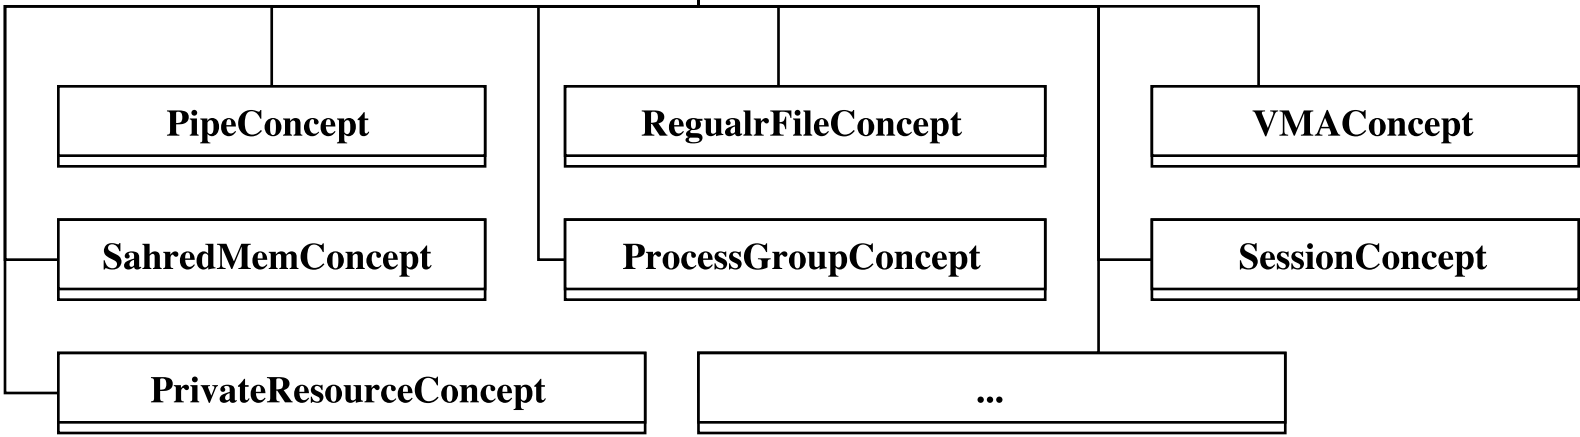 PipeConcept
RegualrFileConcept
VMAConcept
SahredMemConcept
ProcessGroupConcept
SessionConcept
PrivateResourceConcept
...